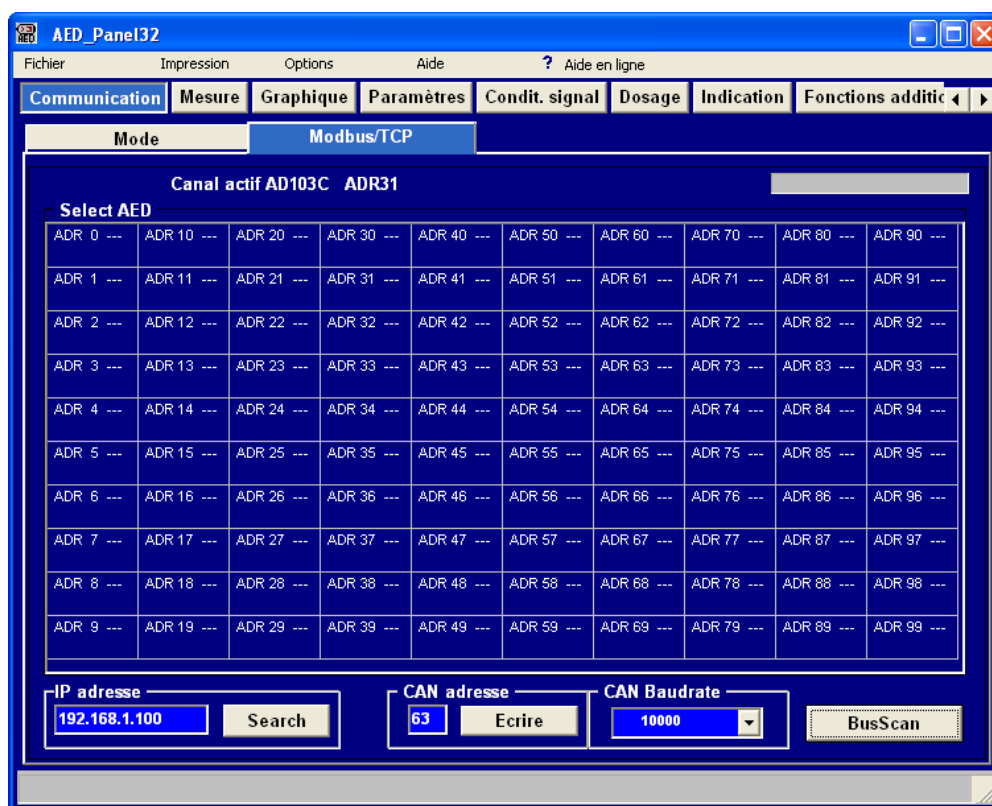 AED
AED_Panel32
Fichier Impression Options Aide ? Aide en ligne
Communication Mesure Graphique Paramètres Condit. signal Dosage Indication Fonctions additic
Mode Modbus/TCP
Canal actif AD103C ADR31
Select AED
ADR 0 --- ADR 10 --- ADR 20 --- ADR 30 --- ADR 40 --- ADR 50 --- ADR 60 --- ADR 70 --- ADR 80 --- ADR 90 ---
ADR 1 --- ADR 11 --- ADR 21 --- ADR 31 --- ADR 41 --- ADR 51 --- ADR 61 --- ADR 71 --- ADR 81 --- ADR 91 ---
ADR 2 --- ADR 12 --- ADR 22 --- ADR 32 --- ADR 42 --- ADR 52 --- ADR 62 --- ADR 72 --- ADR 82 --- ADR 92 ---
ADR 3 --- ADR 13 --- ADR 23 --- ADR 33 --- ADR 43 --- ADR 53 --- ADR 63 --- ADR 73 --- ADR 83 --- ADR 93 ---
ADR 4 --- ADR 14 --- ADR 24 --- ADR 34 --- ADR 44 --- ADR 54 --- ADR 64 --- ADR 74 --- ADR 84 --- ADR 94 ---
ADR 5 --- ADR 15 --- ADR 25 --- ADR 35 --- ADR 45 --- ADR 55 --- ADR 65 --- ADR 75 --- ADR 85 --- ADR 95 ---
ADR 6 --- ADR 16 --- ADR 26 --- ADR 36 --- ADR 46 --- ADR 56 --- ADR 66 --- ADR 76 --- ADR 86 --- ADR 96 ---
ADR 7 --- ADR 17 --- ADR 27 --- ADR 37 --- ADR 47 --- ADR 57 --- ADR 67 --- ADR 77 --- ADR 87 --- ADR 97 ---
ADR 8 --- ADR 18 --- ADR 28 --- ADR 38 --- ADR 48 --- ADR 58 --- ADR 68 --- ADR 78 --- ADR 88 --- ADR 98 ---
ADR 9 --- ADR 19 --- ADR 29 --- ADR 39 --- ADR 49 --- ADR 59 --- ADR 69 --- ADR 79 --- ADR 89 --- ADR 99 ---
IP adresse CAN adresse CAN Baudrate
192.168.1.100 Search 63 Ecrire 10000 BusScan